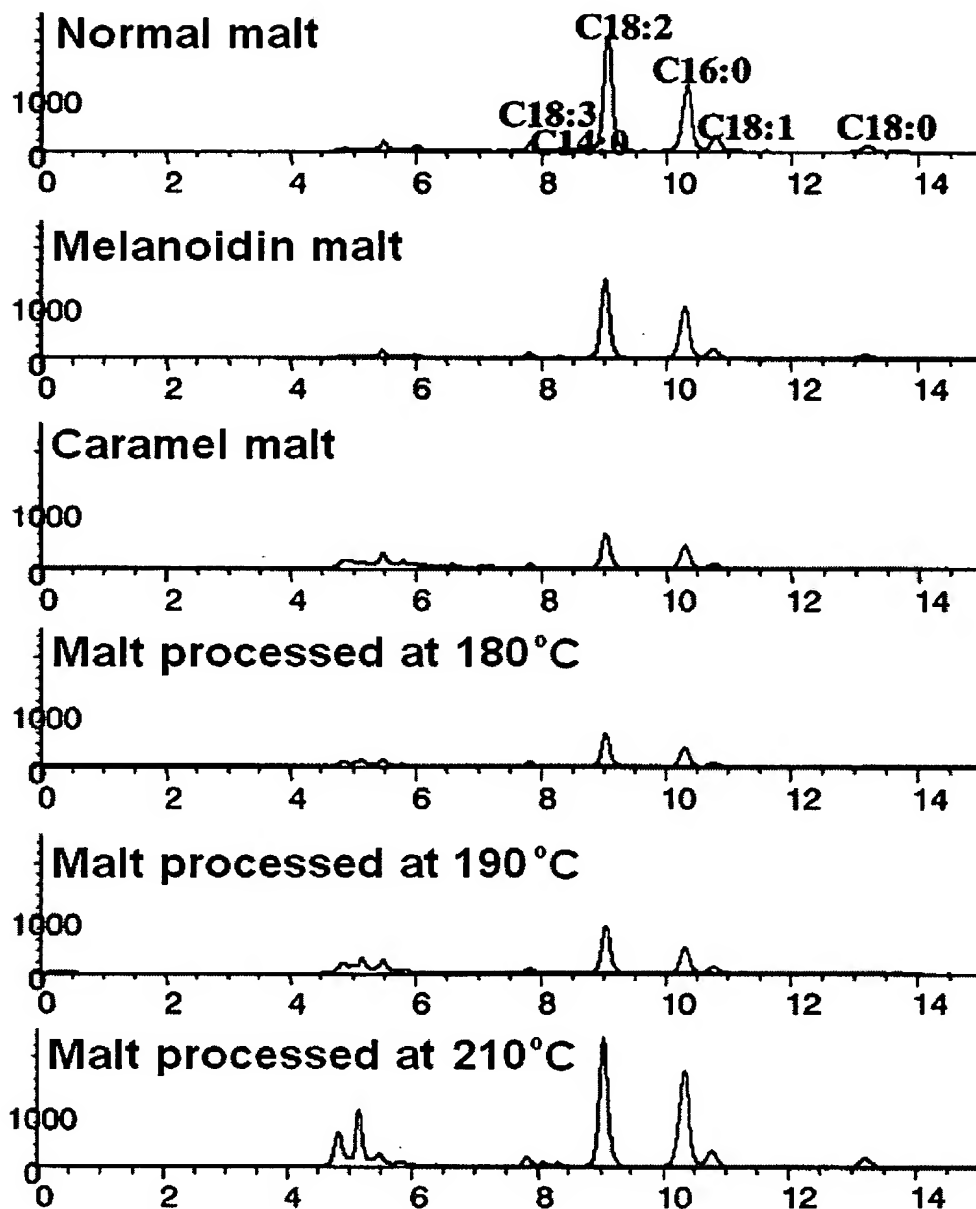 Normal malt
C18:2
C16:0
1000
C18:3
C14:0
C18:1
C18:0
0
0 2 4 6 8 10 12 14
Melanoidin malt
1000
0
0 2 4 6 8 10 12 14
Caramel malt
1000
0
0 2 4 6 8 10 12 14
Malt processed at 180°C
1000
0
0 2 4 6 8 10 12 14
Malt processed at 190°C
1000
0
0 2 4 6 8 10 12 14
Malt processed at 210°C
1000
0
0 2 4 6 8 10 12 14